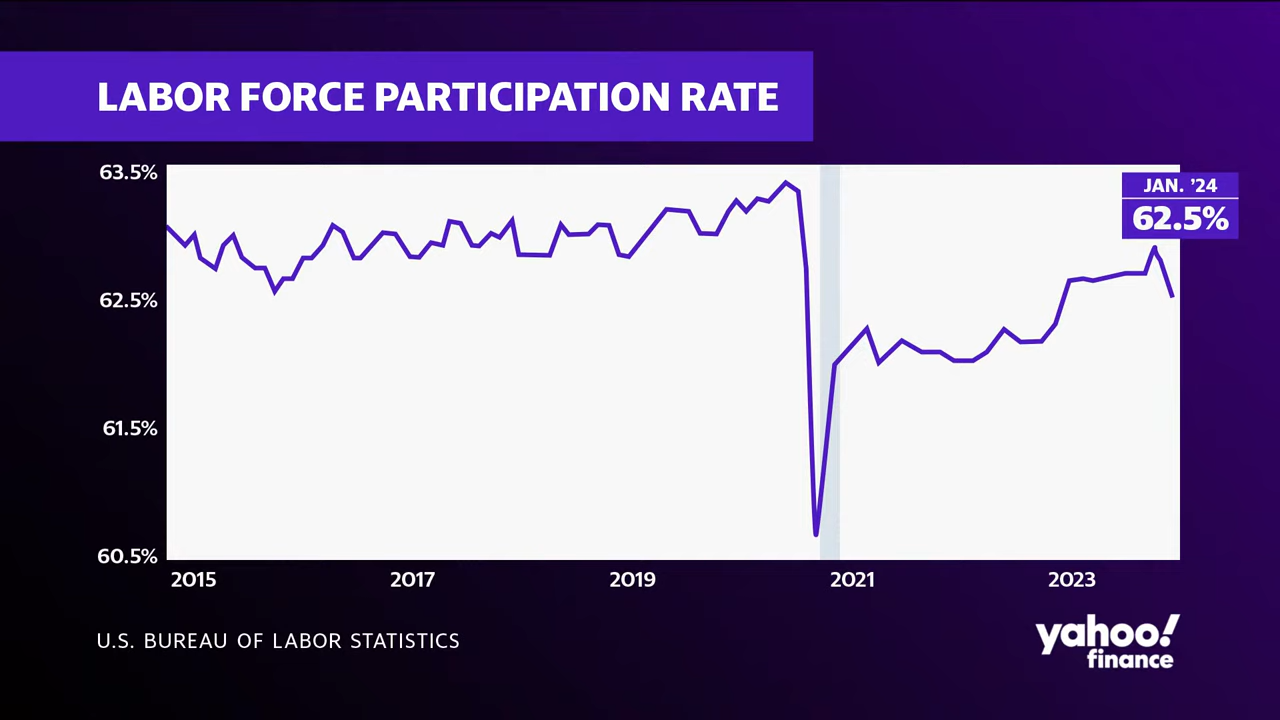 LABOR FORCE PARTICIPATION RATE
63.5%
62.5%
61.5%
60.5%
JAN. ’24
62.5%
2015 2017 2019 2021 2023
U.S. BUREAU OF LABOR STATISTICS
yahoo!
finance